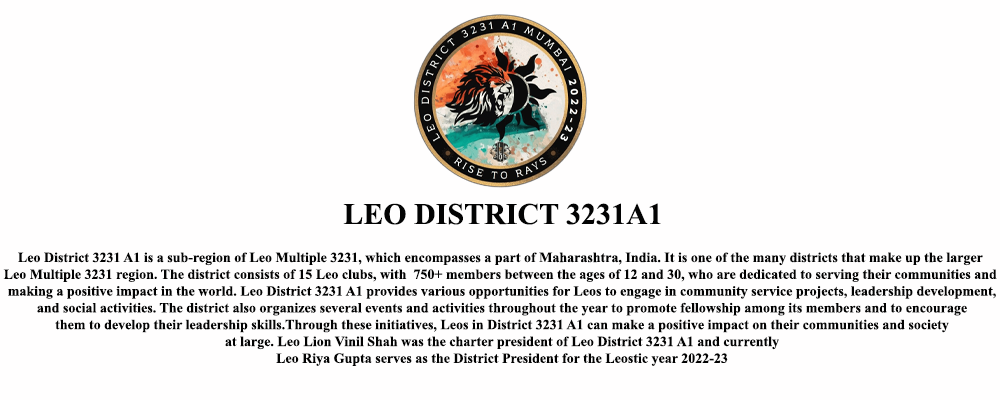 LEO DISTRICT 3231 A1 MUMBAI 2022-23
RISE TO RAYS
LEO DISTRICT 3231A1
Leo District 3231 A1 is a sub-region of Leo Multiple 3231, which encompasses a part of Maharashtra, India. It is one of the many districts that make up the larger
Leo Multiple 3231 region. The district consists of 15 Leo clubs, with  750+ members between the ages of 12 and 30, who are dedicated to serving their communities and
making a positive impact in the world. Leo District 3231 A1 provides various opportunities for Leos to engage in community service projects, leadership development,
and social activities. The district also organizes several events and activities throughout the year to promote fellowship among its members and to encourage
them to develop their leadership skills.Through these initiatives, Leos in District 3231 A1 can make a positive impact on their communities and society
at large. Leo Lion Vinil Shah was the charter president of Leo District 3231 A1 and currently
Leo Riya Gupta serves as the District President for the Leostic year 2022-23